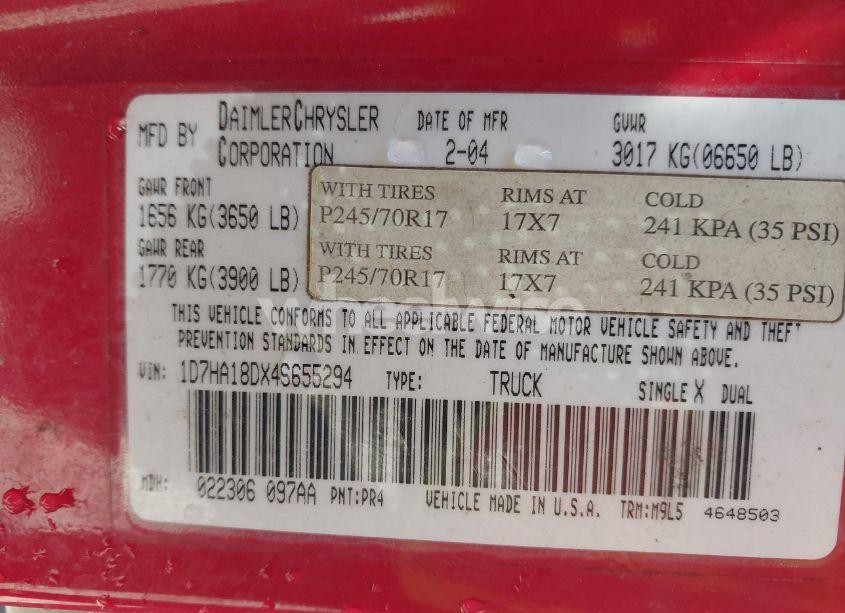 MFD BY DAIMLERCHRYSLER CORPORATION
DATE OF MFR 2-04
GVWR 3017 KG(06650 LB)
GAWR FRONT
1656 KG(3650 LB)
WITH TIRES P245/70R17
RIMS AT 17X7
COLD 241 KPA (35 PSI)
GAWR REAR
1770 KG(3900 LB)
WITH TIRES P245/70R17
RIMS AT 17X7
COLD 241 KPA (35 PSI)
THIS VEHICLE CONFORMS TO ALL APPLICABLE FEDERAL MOTOR VEHICLE SAFETY AND THEFT
PREVENTION STANDARDS IN EFFECT ON THE DATE OF MANUFACTURE SHOWN ABOVE.
VIN: 1D7HA18DX4S655294 TYPE: TRUCK SINGLE X DUAL
MDH: 022306 097AA PNT:PR4 VEHICLE MADE IN U.S.A. TRM:M9L5 4648503